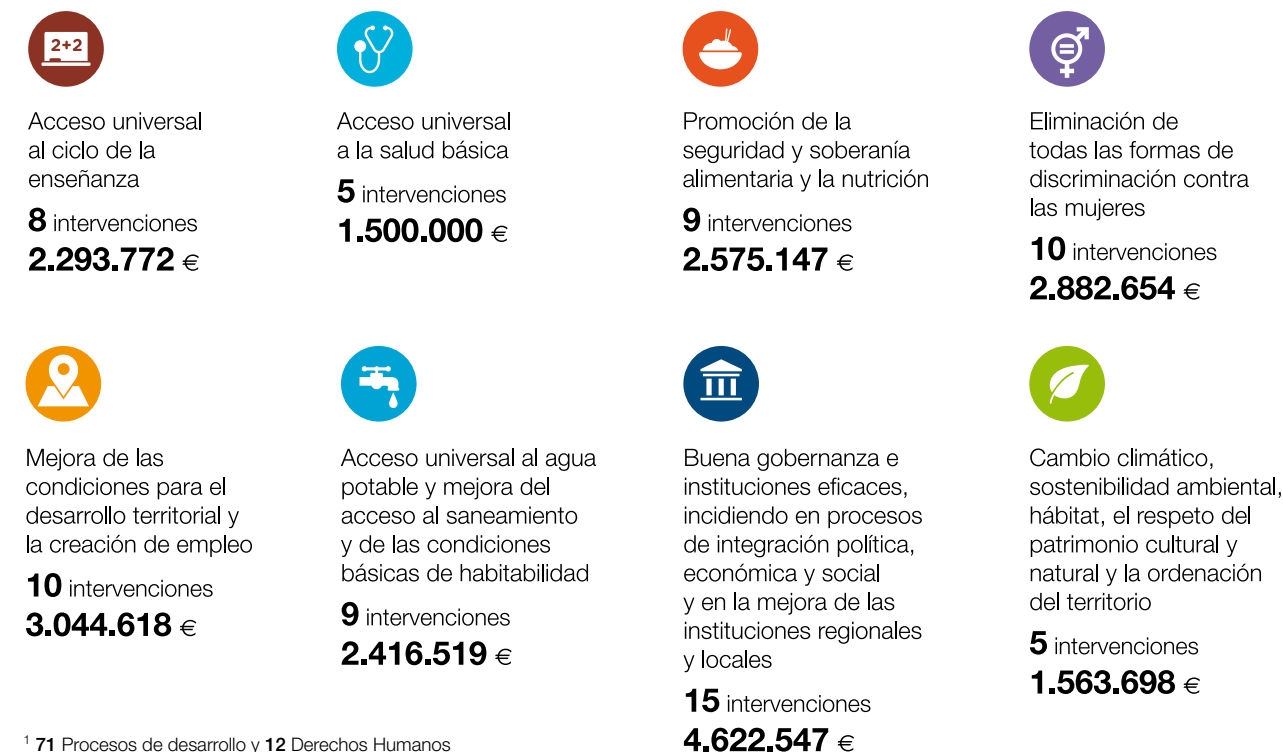 2+2
Acceso universal
al ciclo de la
enseñanza
8 intervenciones
2.293.772 €
Acceso universal
a la salud básica
5 intervenciones
1.500.000 €
Promoción de la
seguridad y soberanía
alimentaria y la nutrición
9 intervenciones
2.575.147 €
Eliminación de
todas las formas de
discriminación contra
las mujeres
10 intervenciones
2.882.654 €
Mejora de las
condiciones para el
desarrollo territorial y
la creación de empleo
10 intervenciones
3.044.618 €
Acceso universal al agua
potable y mejora del
acceso al saneamiento
y de las condiciones
básicas de habitabilidad
9 intervenciones
2.416.519 €
Buena gobernanza e
instituciones eficaces,
incidiendo en procesos
de integración política,
económica y social
y en la mejora de las
instituciones regionales
y locales
15 intervenciones
4.622.547 €
Cambio climático,
sostenibilidad ambiental,
hábitat, el respeto del
patrimonio cultural y
natural y la ordenación
del territorio
5 intervenciones
1.563.698 €
1 71 Procesos de desarrollo y 12 Derechos Humanos